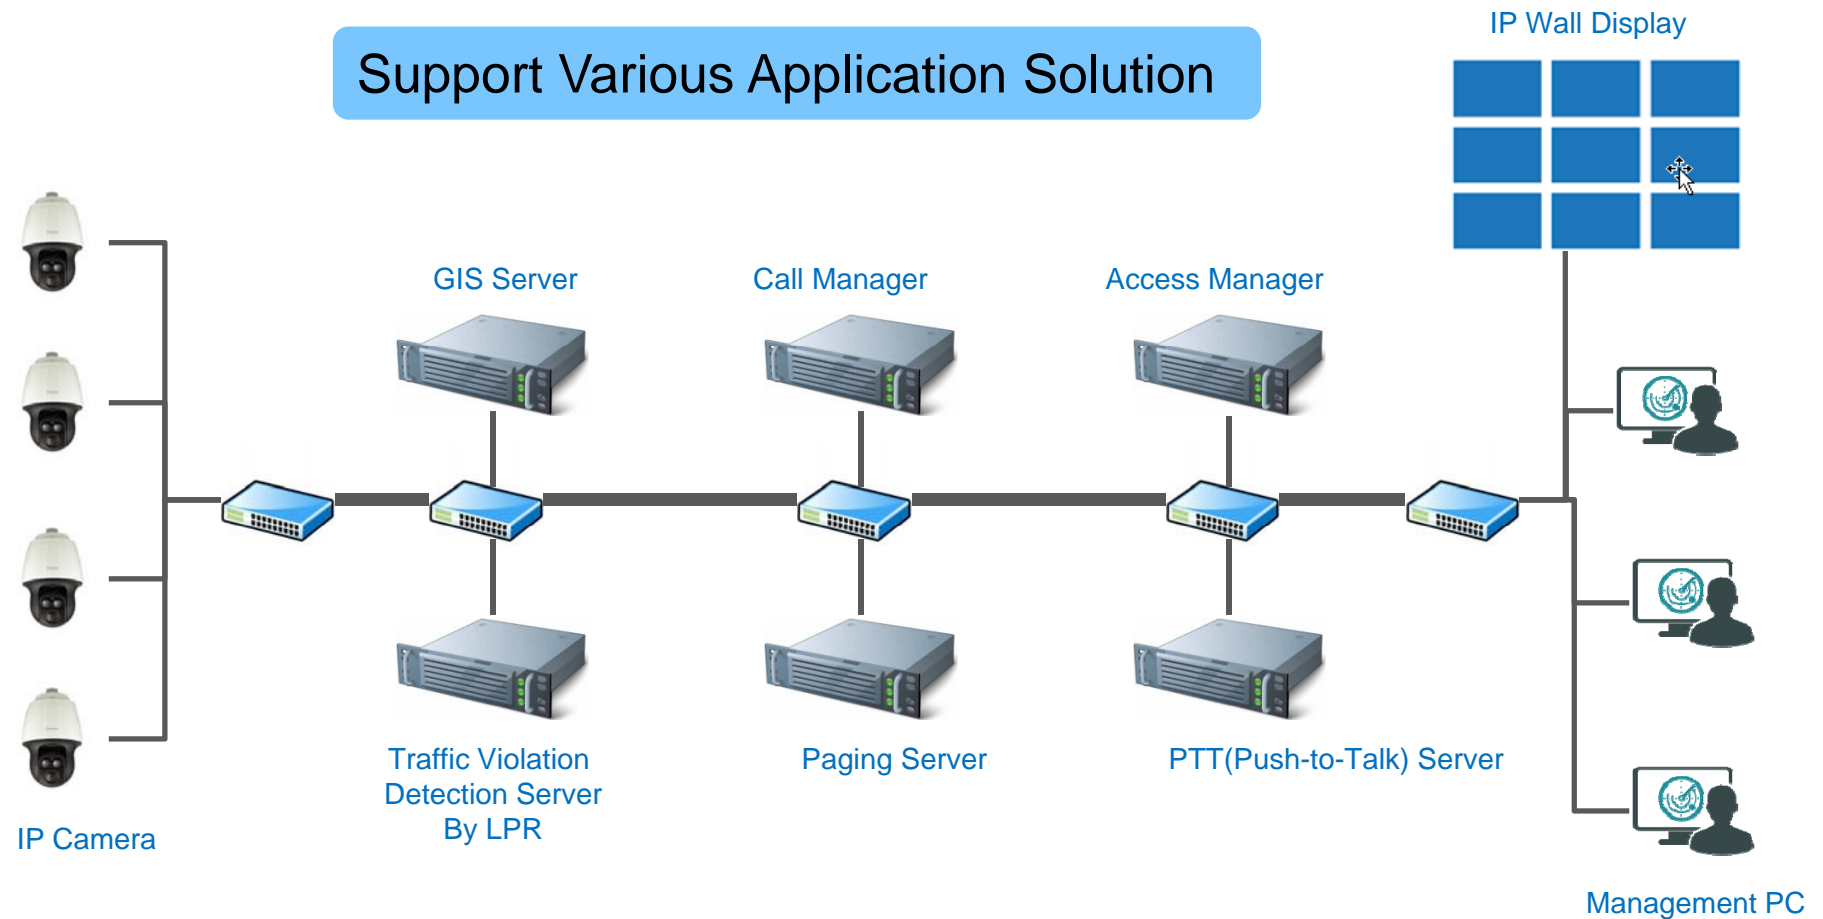 IP Wall Display
Support Various Application Solution
GIS Server
Call Manager
Access Manager
Traffic Violation
Detection Server
By LPR
Paging Server
PTT(Push-to-Talk) Server
IP Camera
Management PC